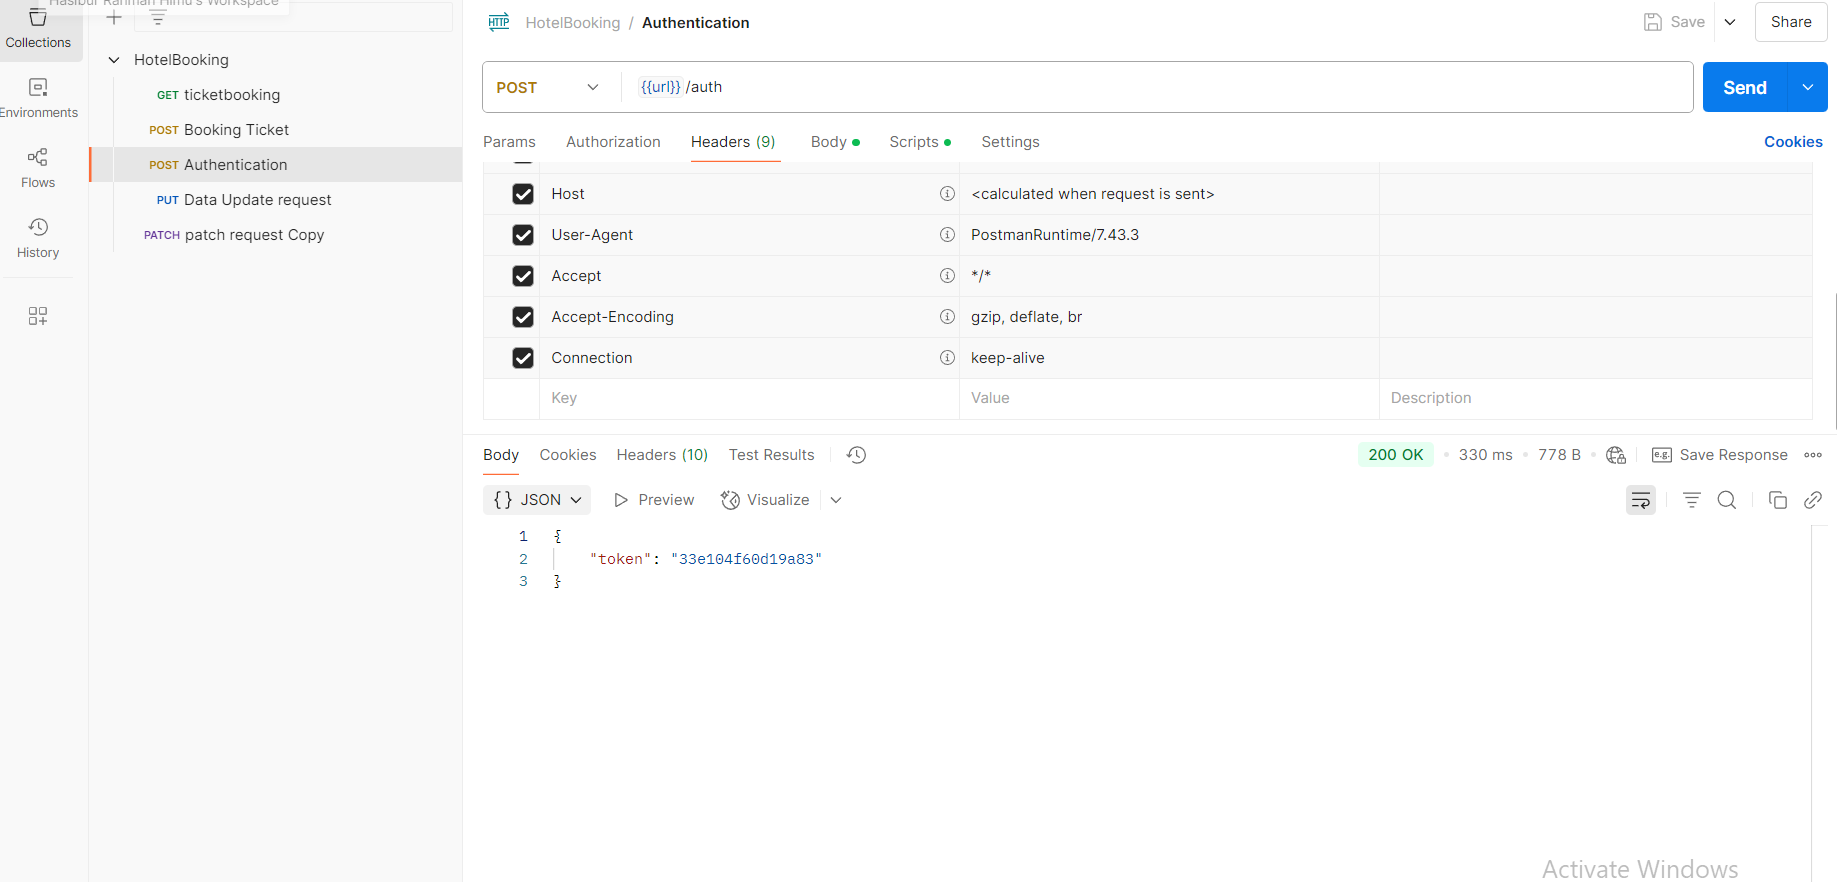 Hasibur Rahman Himu's Workspace
Collections
Environments
Flows
History
HotelBooking
GET ticketbooking
POST Booking Ticket
POST Authentication
PUT Data Update request
PATCH patch request Copy
HTTP HotelBooking / Authentication
Save
Share
POST
{{url}} /auth
Send
Params Authorization Headers (9) Body Scripts Settings
Cookies
Host <calculated when request is sent>
User-Agent PostmanRuntime/7.43.3
Accept */*
Accept-Encoding gzip, deflate, br
Connection keep-alive
Key Value Description
Body Cookies Headers (10) Test Results
200 OK • 330 ms • 778 B •
e.g. Save Response
{} JSON Preview Visualize
1 {
2 "token": "33e104f60d19a83"
3 }
Activate Windows